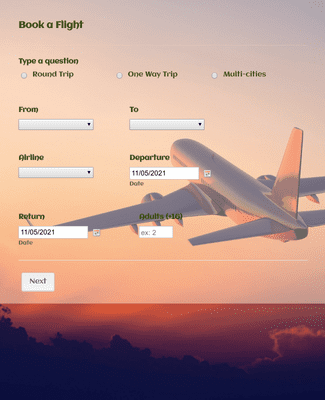 Book a Flight
Type a question
Round Trip One Way Trip Multi-cities
From To
Airline Departure
11/05/2021
Date
Return Adults (+16)
11/05/2021 ex: 2
Date
Next